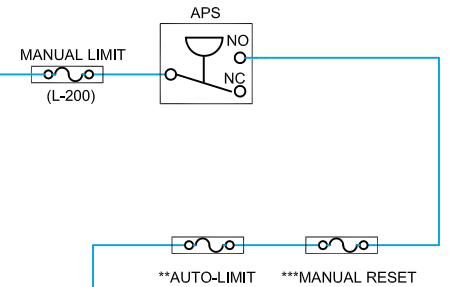 APS
NO
MANUAL LIMIT
NC
(L-200)
**AUTO-LIMIT
***MANUAL RESET